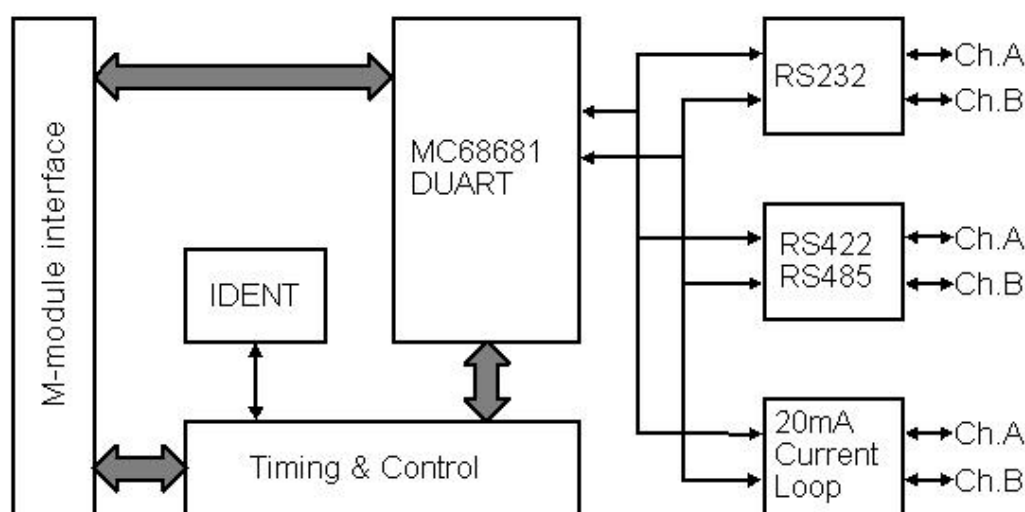 M-module interface
MC68681
DUART
IDENT
Timing & Control
RS232
Ch.A
Ch.B
RS422
RS485
Ch.A
Ch.B
20mA
Current
Loop
Ch.A
Ch.B